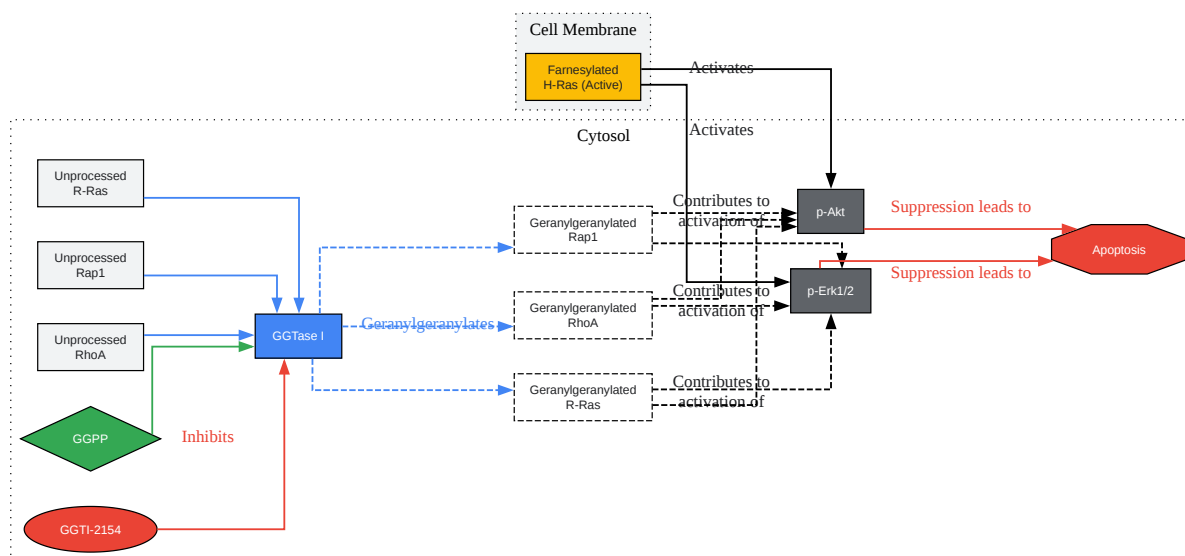 Cell Membrane
Farnesylated
H-Ras (Active)
Activates
Activates
Cytosol
Unprocessed
R-Ras
Unprocessed
Rap1
Unprocessed
RhoA
GGPP
Inhibits
GGTI-2154
GGTase I
Geranylgeranylates
Geranylgeranylated
Rap1
Geranylgeranylated
RhoA
Geranylgeranylated
R-Ras
Contributes to
activation of
Contributes to
activation of
Contributes to
activation of
p-Akt
p-Erk1/2
Suppression leads to
Suppression leads to
Apoptosis